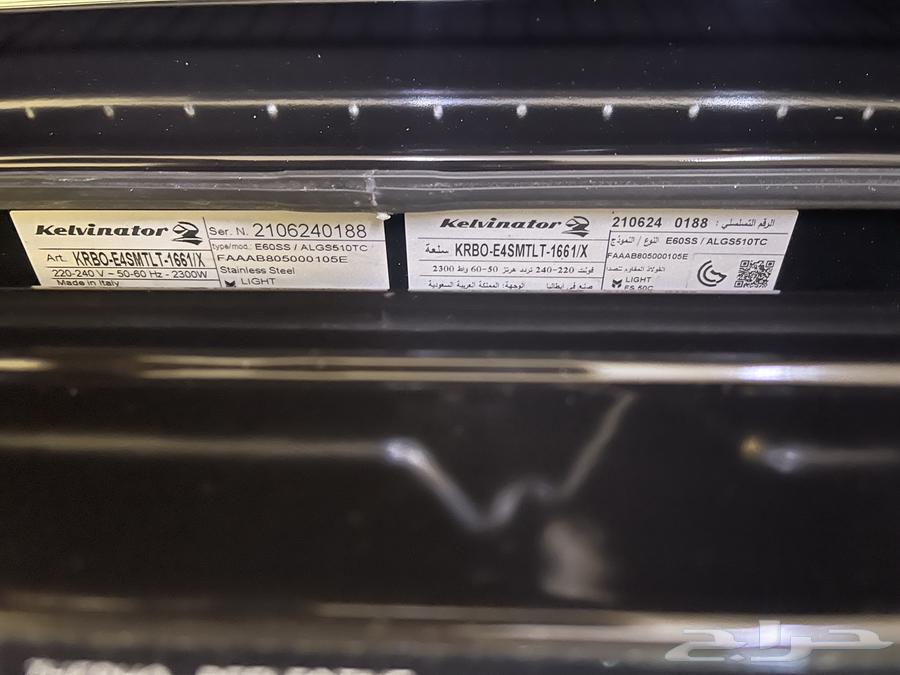 Kelvinator
Art. KRBO-E4SMTLT-1661/X
220-240 V ~ 50-60 Hz - 2300W
Made in Italy
Ser. N. 2106240188
type/mod. E60SS / ALGS510TC
FAAAB805000105E
Stainless Steel
LIGHT
Kelvinator
سلعة KRBO-E4SMTLT-1661/X
فولت 220-240 تردد هرتز 50-60 واط 2300
صنع في ايطاليا الوجهة: المملكة العربية السعودية
الرقم التسلسلي : 210624 0188
النوع / النموذج E60SS / ALGS510TC
FAAAB805000105E
الفولاذ المقاوم للصدأ
LIGHT
FS 50C
حراج